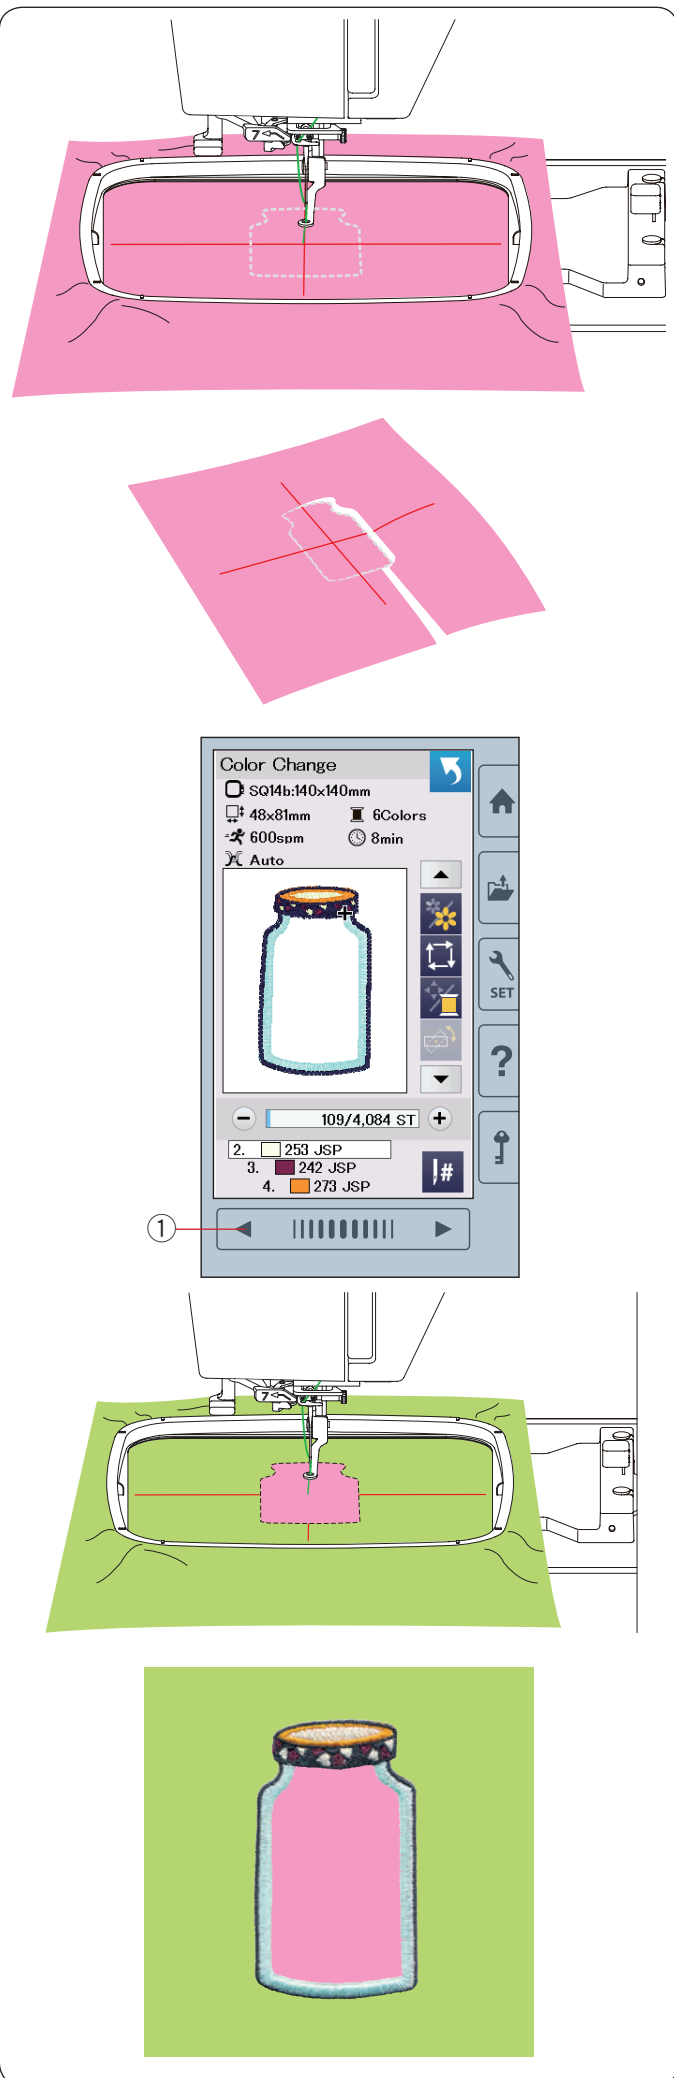 7
Color Change
SQ14b:140x140mm
48x81mm 6Colors
600spm 8min
Auto
SET
?
109/4,084 ST
2. 253 JSP
3. 242 JSP
4. 273 JSP
#
1
7